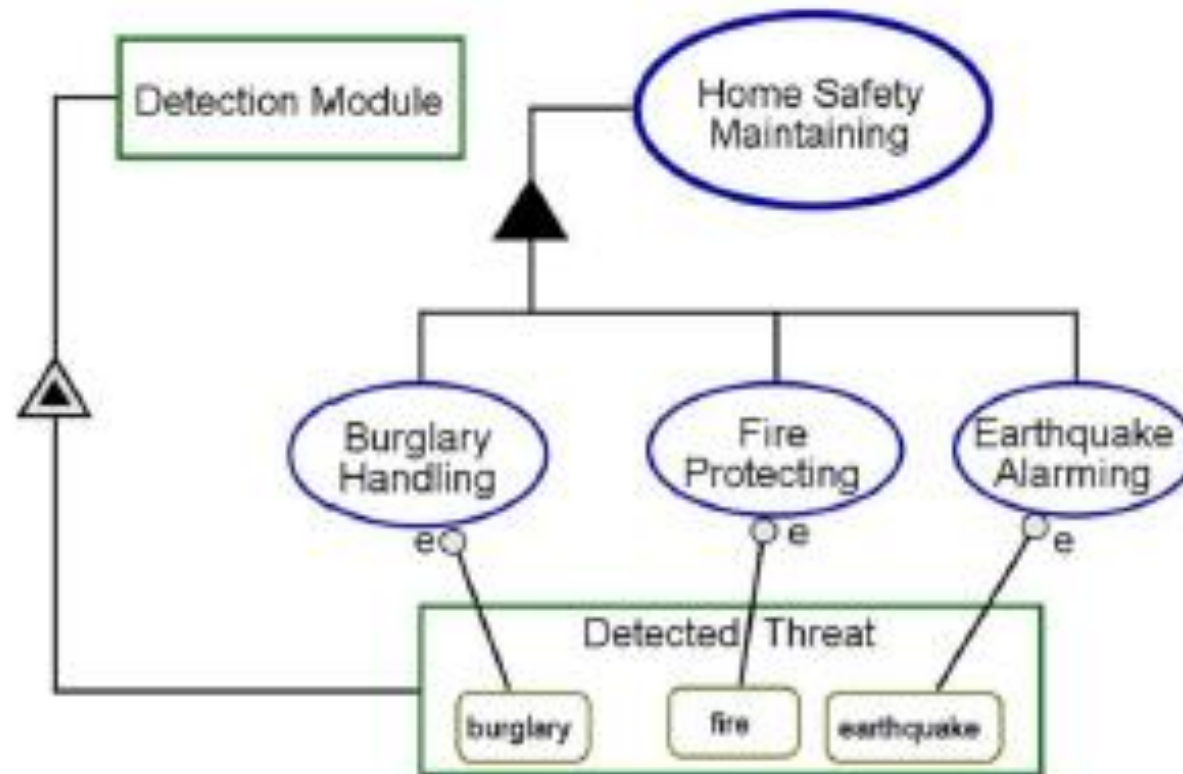 Detection Module
Home Safety
Maintaining
Burglary
Handling
Fire
Protecting
Earthquake
Alarming
e
e
e
Detected Threat
burglary
fire
earthquake